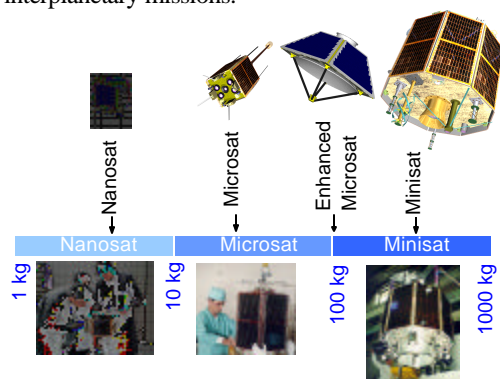 interplanetary missions.
Nanosat
Microsat
Enhanced
Microsat
Minisat
Nanosat Microsat Minisat
1 kg
10 kg
100 kg
1000 kg